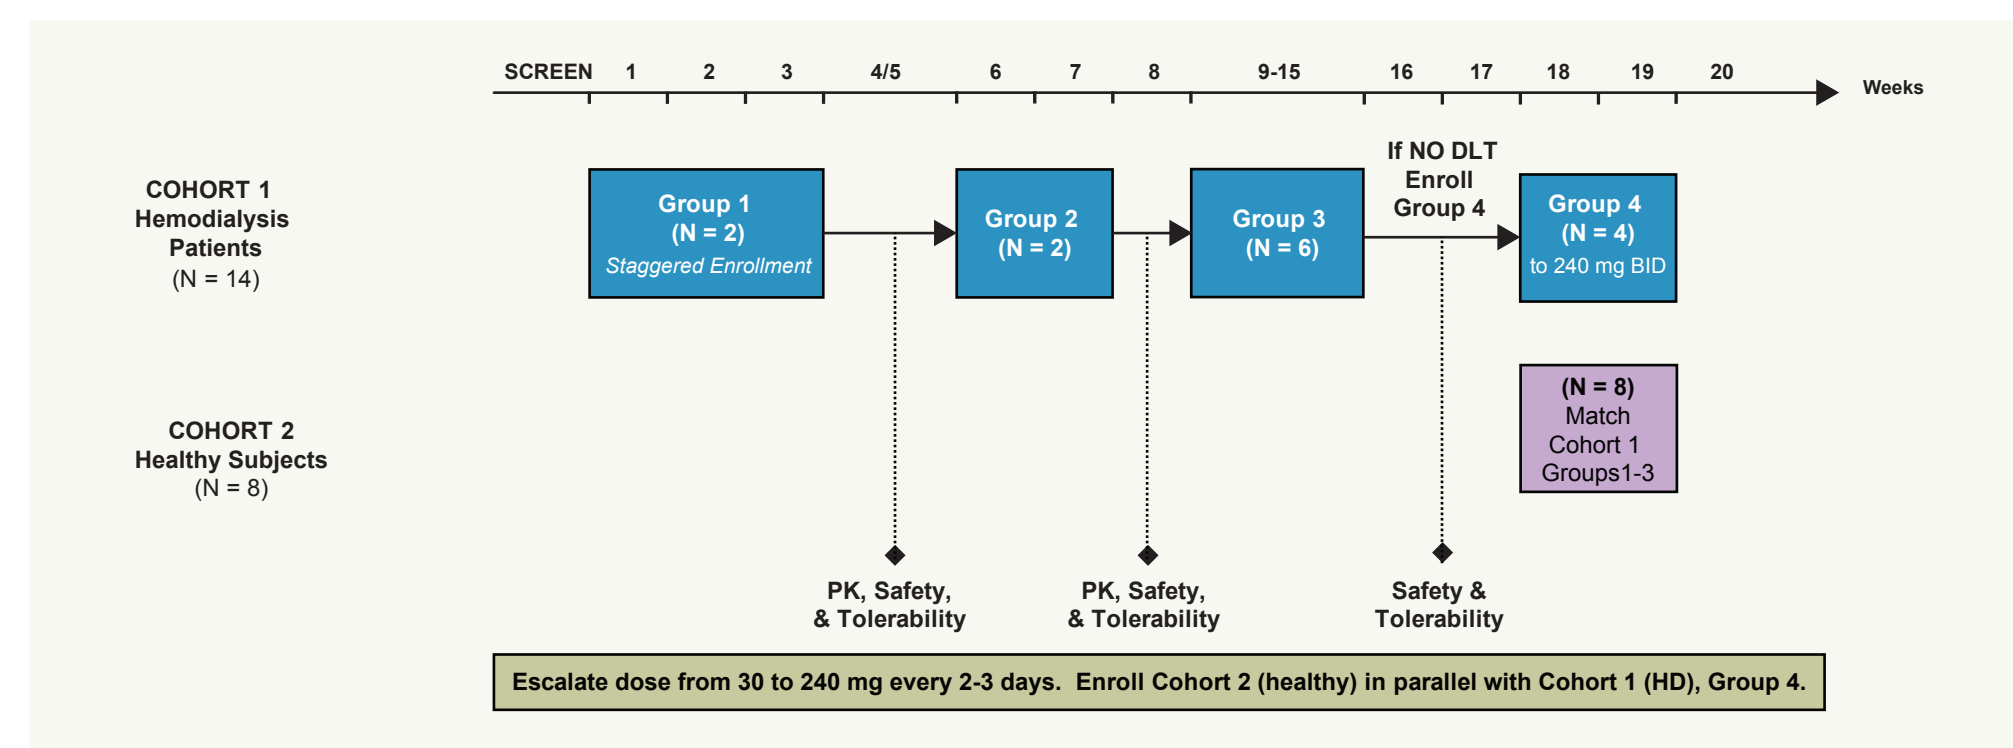 SCREEN 1 2 3 4/5 6 7 8 9-15 16 17 18 19 20
Weeks
COHORT 1
Hemodialysis
Patients
(N = 14)
Group 1
(N = 2)
Staggered Enrollment
Group 2
(N = 2)
Group 3
(N = 6)
If NO DLT
Enroll
Group 4
Group 4
(N = 4)
to 240 mg BID
COHORT 2
Healthy Subjects
(N = 8)
(N = 8)
Match
Cohort 1
Groups1-3
PK, Safety,
& Tolerability
PK, Safety,
& Tolerability
Safety &
Tolerability
Escalate dose from 30 to 240 mg every 2-3 days. Enroll Cohort 2 (healthy) in parallel with Cohort 1 (HD), Group 4.